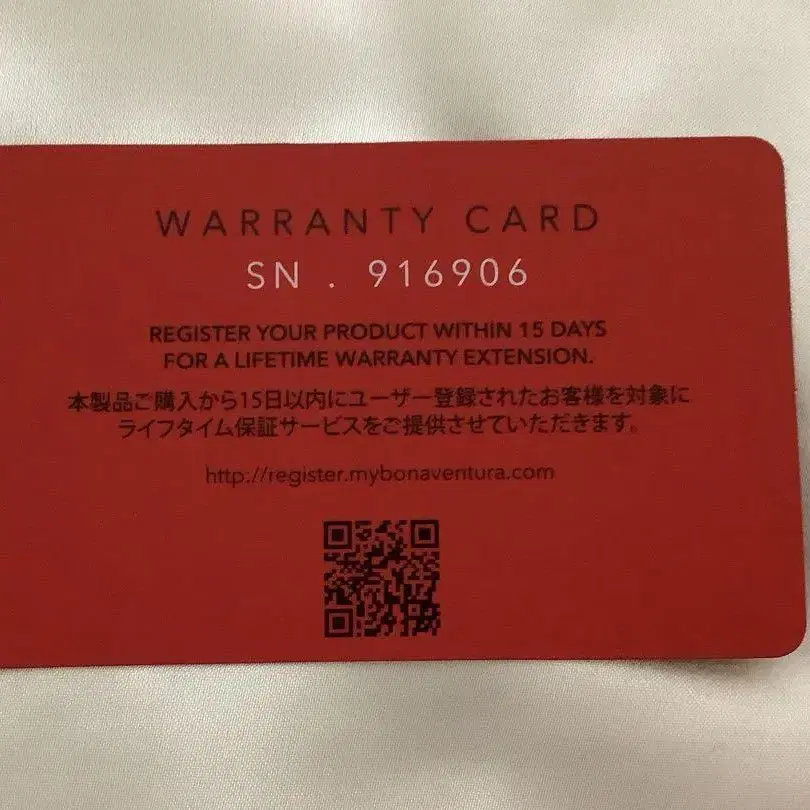 WARRANTY CARD
SN . 916906
REGISTER YOUR PRODUCT WITHIN 15 DAYS
FOR A LIFETIME WARRANTY EXTENSION.
本製品ご購入から15日以内にユーザー登録されたお客様を対象に
ライフタイム保証サービスをご提供させていただきます。
http://register.mybonaventura.com